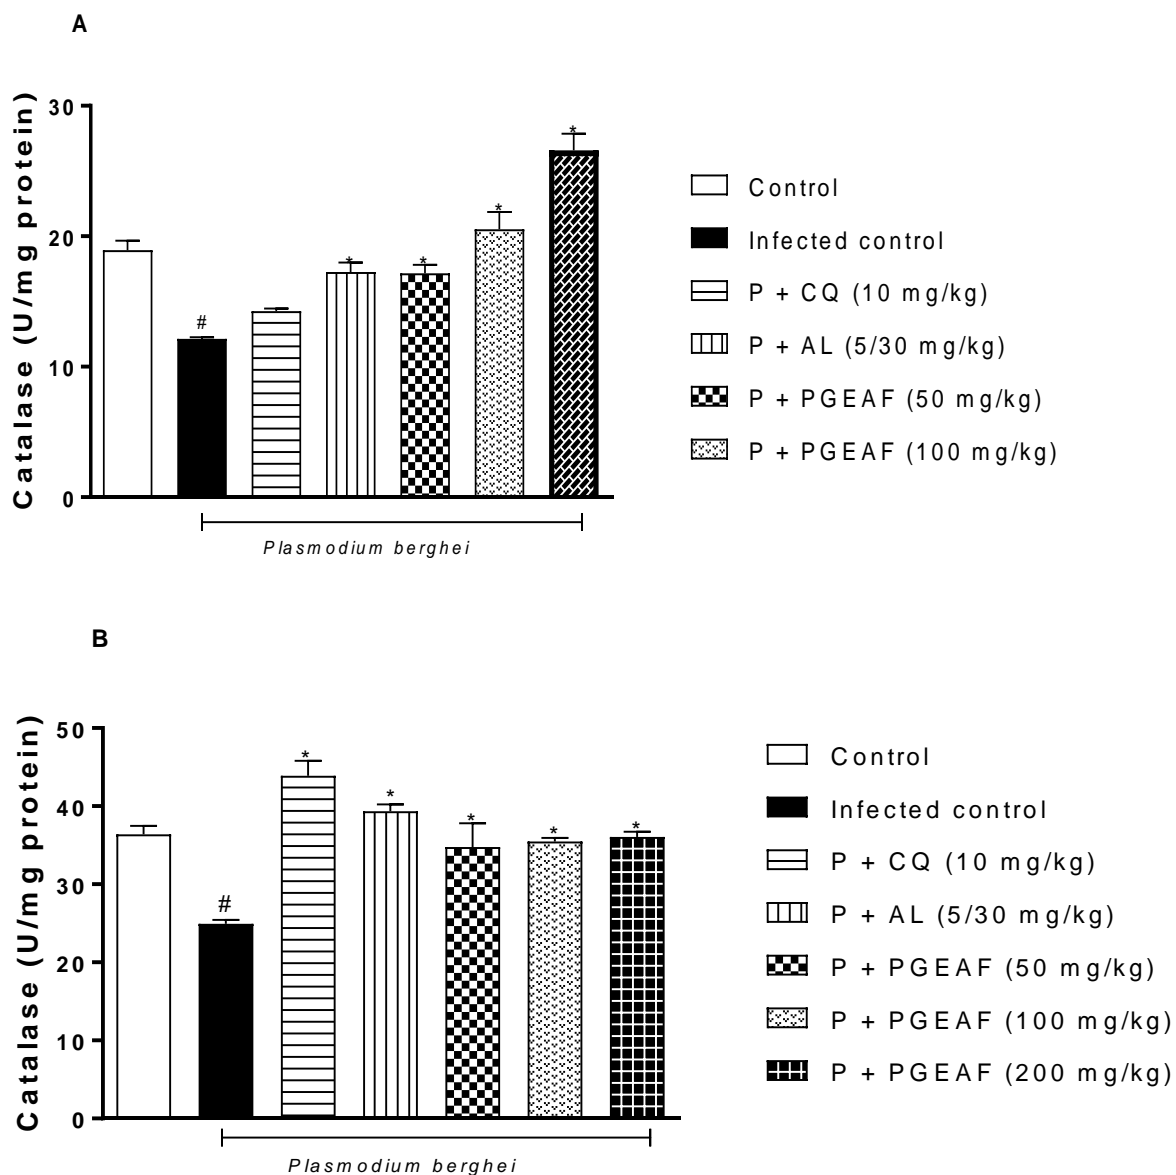 A
Catalase (U/mg protein)
30
20
10
0
#
*
*
*
*
Plasmodium berghei
Control
Infected control
P + CQ (10 mg/kg)
P + AL (5/30 mg/kg)
P + PGEAF (50 mg/kg)
P + PGEAF (100 mg/kg)
B
Catalase (U/mg protein)
50
40
30
20
10
0
#
*
*
*
*
*
Plasmodium berghei
Control
Infected control
P + CQ (10 mg/kg)
P + AL (5/30 mg/kg)
P + PGEAF (50 mg/kg)
P + PGEAF (100 mg/kg)
P + PGEAF (200 mg/kg)